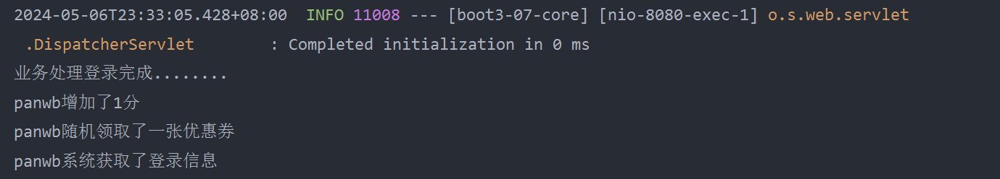 2024-05-06T23:33:05.428+08:00  INFO 11008 --- [boot3-07-core] [nio-8080-exec-1] o.s.web.servlet
.DispatcherServlet        : Completed initialization in 0 ms
业务处理登录完成........
panwb增加了1分
panwb随机领取了一张优惠券
panwb系统获取了登录信息